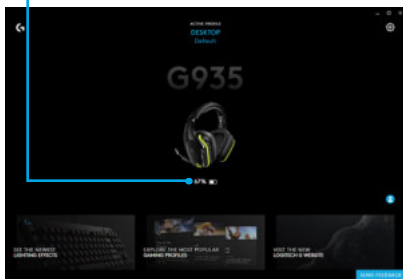 ACTIVE PROFILE
DESKTOP
Default
G935
67%
SEE THE NEWEST
LIGHTING EFFECTS
EXPLORE THE MOST POPULAR
GAMING PROFILES
VISIT THE NEW
LOGITECH G WEBSITE
SEND FEEDBACK